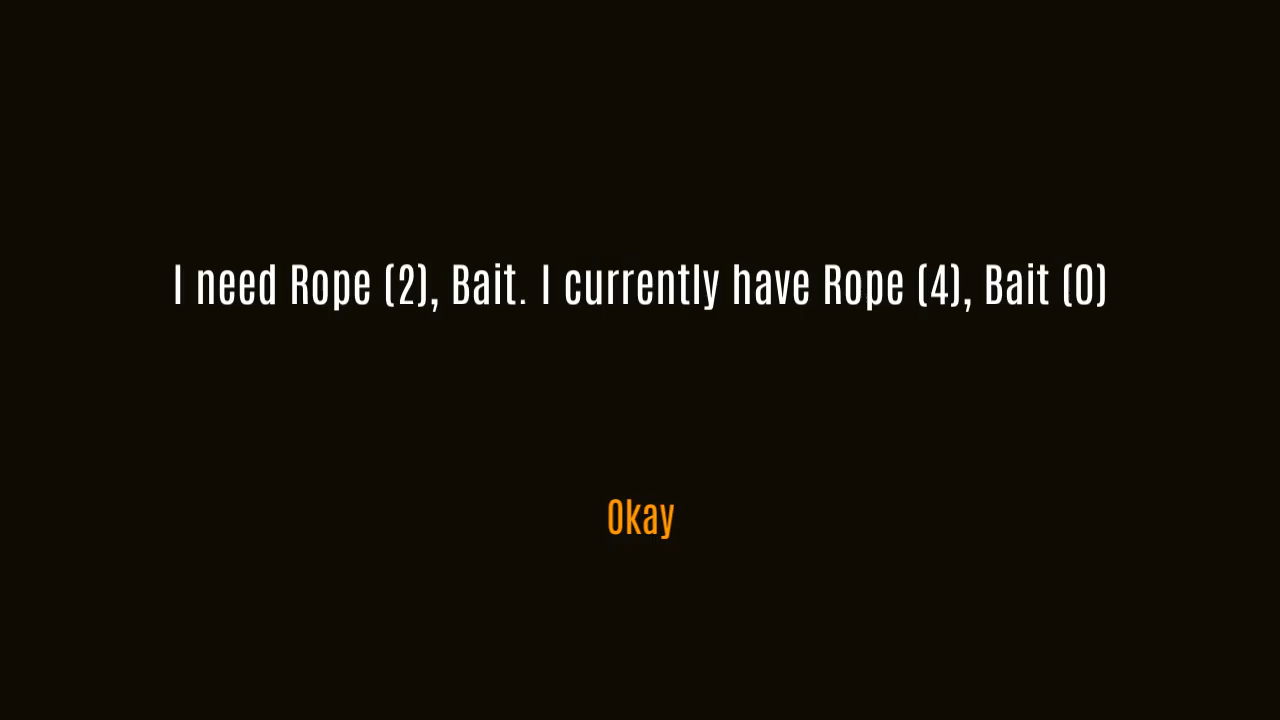 I need Rope (2), Bait. I currently have Rope (4), Bait (0)
Okay